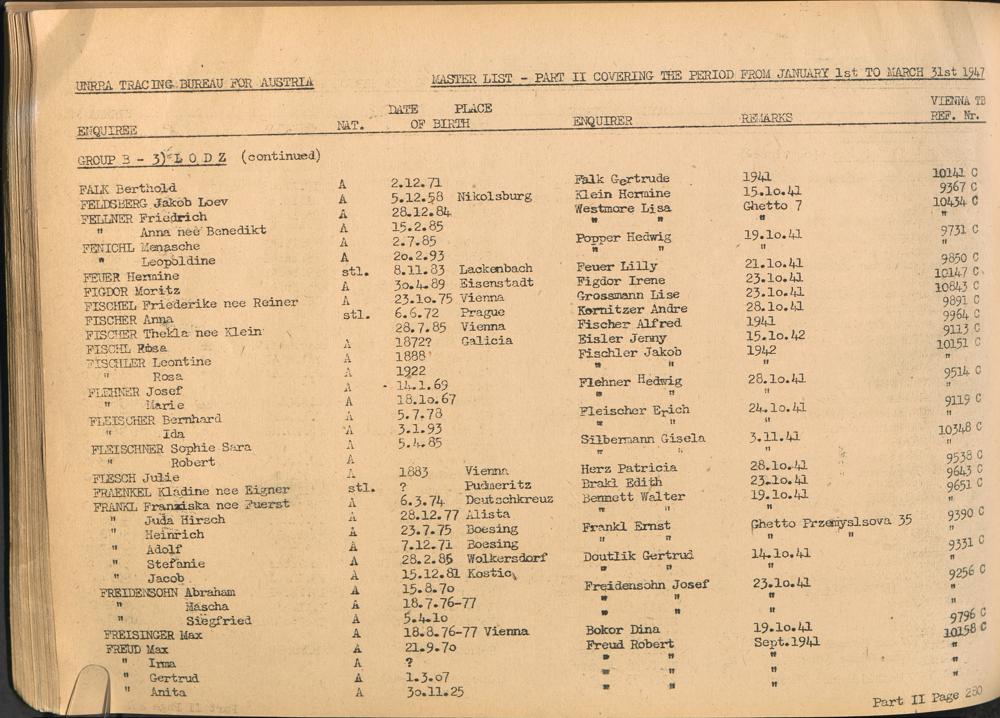 UNRRA TRACING BUREAU FOR AUSTRIA MASTER LIST - PART II COVERING THE PERIOD FROM JANUARY 1st TO MARCH 31st 1947
DATE PLACE VIENNA TB
ENQUIREE NAT. OF BIRTH ENQUIRER REMARKS REF. Nr.
GROUP B - 3) L O D Z (continued)
FALK Berthold A 2.12.71 Falk Gertrude 1941 10141 C
FELDSBERG Jakob Loev A 5.12.58 Nikolsburg Klein Hermine 15.10.41 9367 C
FELLNER Friedrich A 28.12.84 Westmore Lisa Ghetto 7 10434 C
" Anna nee Benedikt A 15.2.85 " " " "
FENICHL Menasche A 2.7.85 Popper Hedwig 19.10.41 9731 C
" Leopoldine A 20.2.93 " " " "
FEUER Hermine stl. 8.11.83 Lackenbach Feuer Lilly 21.10.41 9850 C
FIGDOR Moritz A 30.4.89 Eisenstadt Figdor Irene 23.10.41 10147 C
FISCHEL Friederike nee Reiner A 23.10.75 Vienna Grossmann Lise 23.10.41 10843 C
FISCHER Anna stl. 6.6.72 Prague Kornitzer Andre 28.10.41 9891 C
FISCHER Thekla nee Klein 28.7.85 Vienna Fischer Alfred 1941 9964 C
FISCHL Rosa A 1872? Galicia Eisler Jenny 15.10.42 9113 C
FISCHLER Leontine A 1888 Fischler Jakob 1942 10151 C
" Rosa A 1922 " " " "
FLEHNER Josef A 14.1.69 Flehner Hedwig 28.10.41 9514 C
" Marie A 18.10.67 " " " "
FLEISCHER Bernhard A 5.7.78 Fleischer Erich 24.10.41 9119 C
" Ida A 3.1.93 " " " "
FLEISCHNER Sophie Sara A 5.4.85 Silbermann Gisela 3.11.41 10348 C
" Robert A " " " "
FLESCH Julie A 1883 Vienna Herz Patricia 28.10.41 9538 C
FRAENKEL Kladine nee Eigner stl. ? Pudmeritz Brakl Edith 23.10.41 9643 C
FRANKL Franziska nee Fuerst A 6.3.74 Deutschkreuz Bennett Walter 19.10.41 9651 C
" Juda Hirsch A 28.12.77 Alista " " " "
" Heinrich A 23.7.75 Boesing Frankl Ernst Ghetto Przemyslsova 35 9390 C
" Adolf A 7.12.71 Boesing " " " " "
" Stefanie A 28.2.85 Wolkersdorf Doutlik Gertrud 14.10.41 9331 C
" Jacob A 15.12.81 Kostic " " " "
FREIDENSOHN Abraham A 15.8.70 Freidensohn Josef 23.10.41 9256 C
" Mascha A 18.7.76-77 " " " "
" Siegfried A 5.4.10 " " " "
FREISINGER Max A 18.8.76-77 Vienna Bokor Dina 19.10.41 9796 C
FREUD Max A 21.9.70 Freud Robert Sept.1941 10158 C
" Irma A ? " " " "
" Gertrud A 1.3.07 " " " "
" Anita A 30.11.25 " " " "
Part II Page